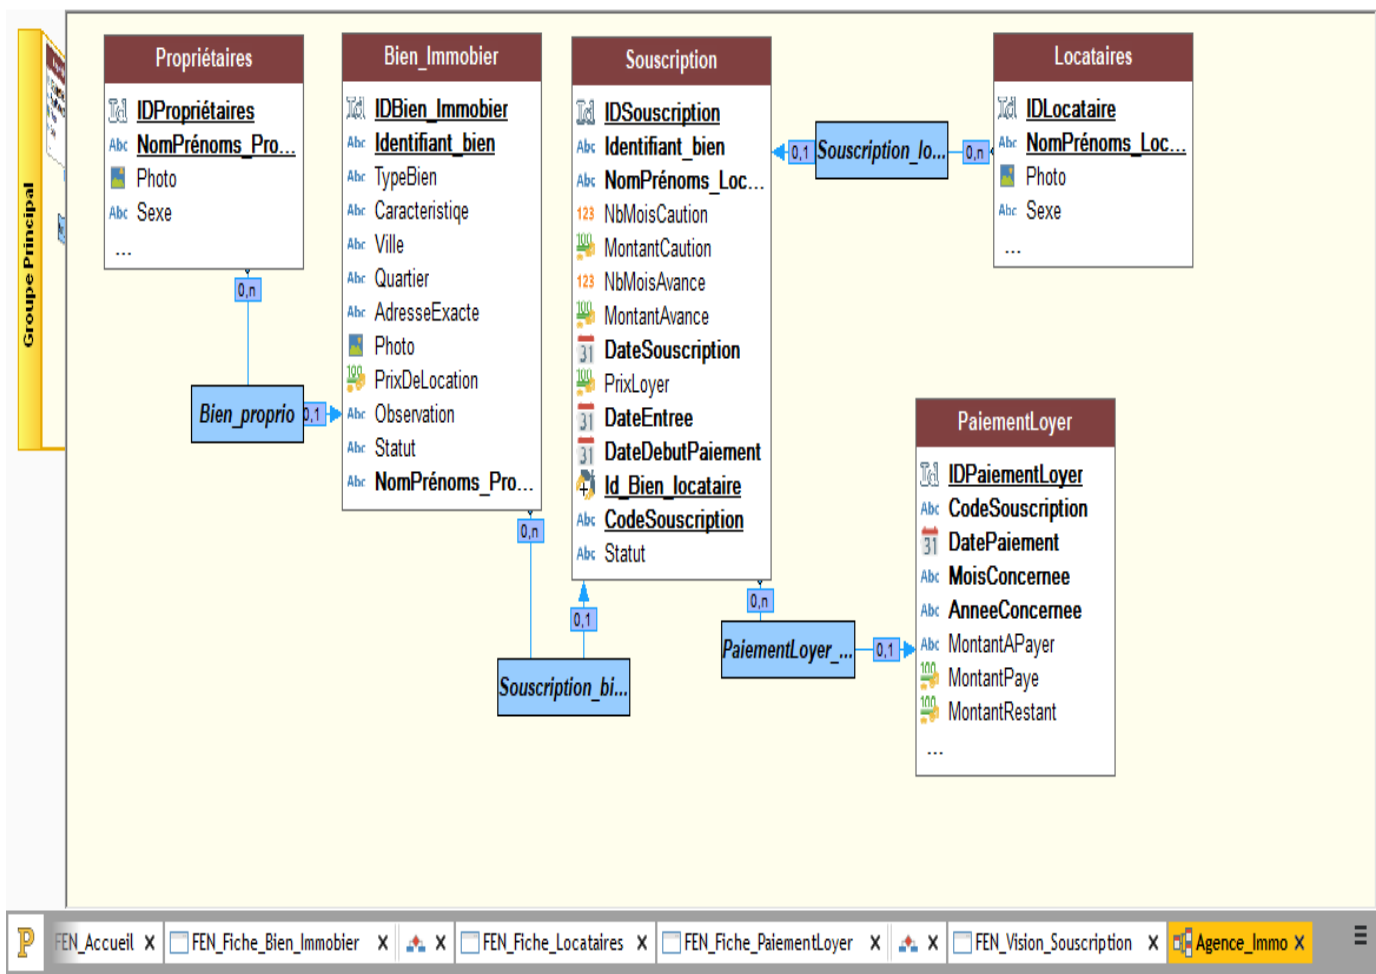 Groupe Principal
Propriétaires
IDPropriétaires
NomPrénoms_Pro...
Photo
Sexe
...
0,n
Bien_proprio
0,1
Bien_Immobier
IDBien_Immobier
Identifiant_bien
TypeBien
Caracteristiqe
Ville
Quartier
AdresseExacte
Photo
PrixDeLocation
Observation
Statut
NomPrénoms_Pro...
0,n
Souscription_bi...
0,1
Souscription
IDSouscription
Identifiant_bien
NomPrénoms_Loc...
NbMoisCaution
MontantCaution
NbMoisAvance
MontantAvance
DateSouscription
PrixLoyer
DateEntree
DateDebutPaiement
Id_Bien_locataire
CodeSouscription
Statut
0,1
Souscription_lo...
0,n
Locataires
IDLocataire
NomPrénoms_Loc...
Photo
Sexe
...
0,n
PaiementLoyer_...
0,1
PaiementLoyer
IDPaiementLoyer
CodeSouscription
DatePaiement
MoisConcernee
AnneeConcernee
MontantAPayer
MontantPaye
MontantRestant
...
FEN_Accueil
FEN_Fiche_Bien_Immobier
FEN_Fiche_Locataires
FEN_Fiche_PaiementLoyer
FEN_Vision_Souscription
Agence_Immo